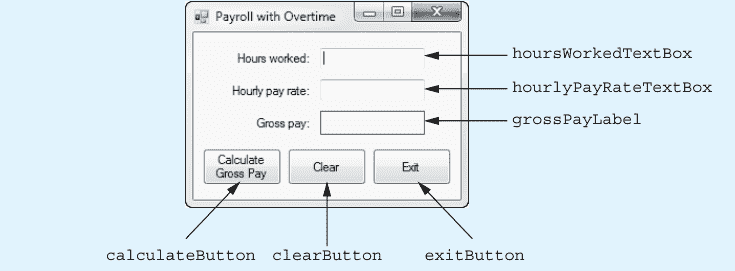 Payroll with Overtime
Hours worked:
hoursWorkedTextBox
Hourly pay rate:
hourlyPayRateTextBox
Gross pay:
grossPayLabel
Calculate
Gross Pay
Clear
Exit
calculateButton
clearButton
exitButton